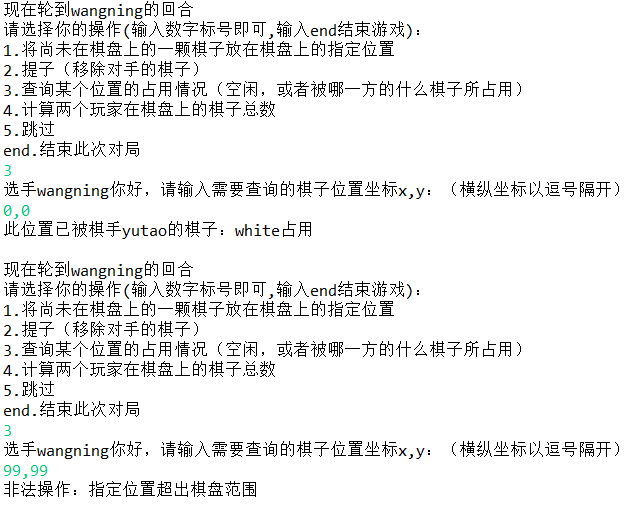 现在轮到wangning的回合
请选择你的操作(输入数字标号即可,输入end结束游戏):
1.将尚未在棋盘上的一颗棋子放在棋盘上的指定位置
2.提子（移除对手的棋子）
3.查询某个位置的占用情况（空闲，或者被哪一方的什么棋子所占用）
4.计算两个玩家在棋盘上的棋子总数
5.跳过
end.结束此次对局
3
选手wangning你好，请输入需要查询的棋子位置坐标x,y：（横纵坐标以逗号隔开）
0,0
此位置已被棋手yutao的棋子：white占用
现在轮到wangning的回合
请选择你的操作(输入数字标号即可,输入end结束游戏):
1.将尚未在棋盘上的一颗棋子放在棋盘上的指定位置
2.提子（移除对手的棋子）
3.查询某个位置的占用情况（空闲，或者被哪一方的什么棋子所占用）
4.计算两个玩家在棋盘上的棋子总数
5.跳过
end.结束此次对局
3
选手wangning你好，请输入需要查询的棋子位置坐标x,y：（横纵坐标以逗号隔开）
99,99
非法操作：指定位置超出棋盘范围